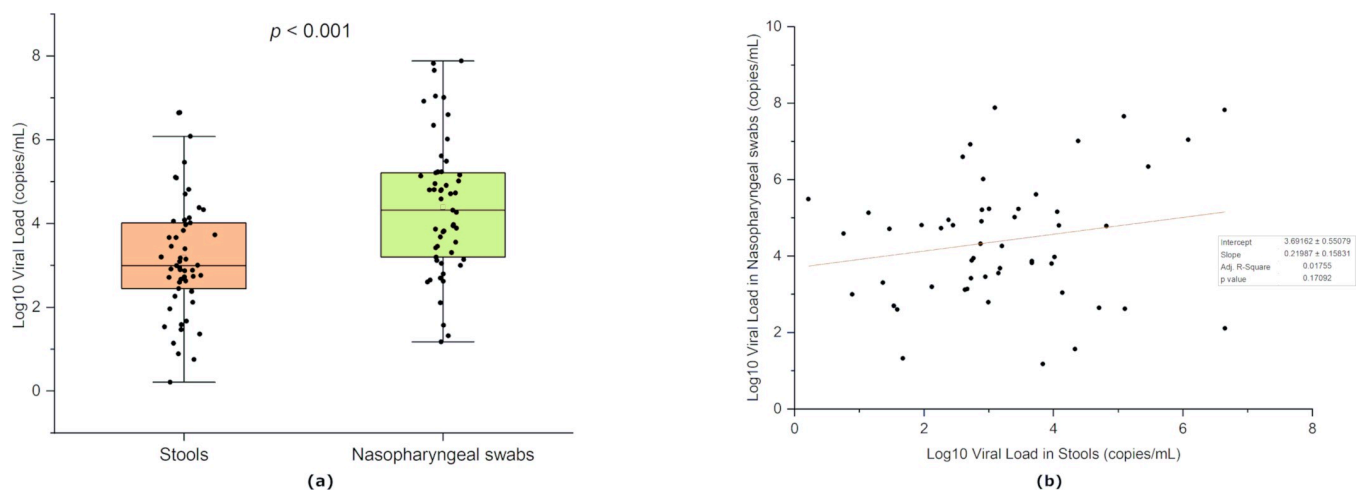 p < 0.001
Log10 Viral Load (copies/mL)
8
6
4
2
0
Stools
Nasopharyngeal swabs
(a)
Log10 Viral Load in Nasopharyngeal swabs (copies/mL)
10
8
6
4
2
0
0
2
4
6
8
Intercept 3.69162 ± 0.55079
Slope 0.21987 ± 0.15831
Adj. R-Square 0.01755
p value 0.17092
Log10 Viral Load in Stools (copies/mL)
(b)